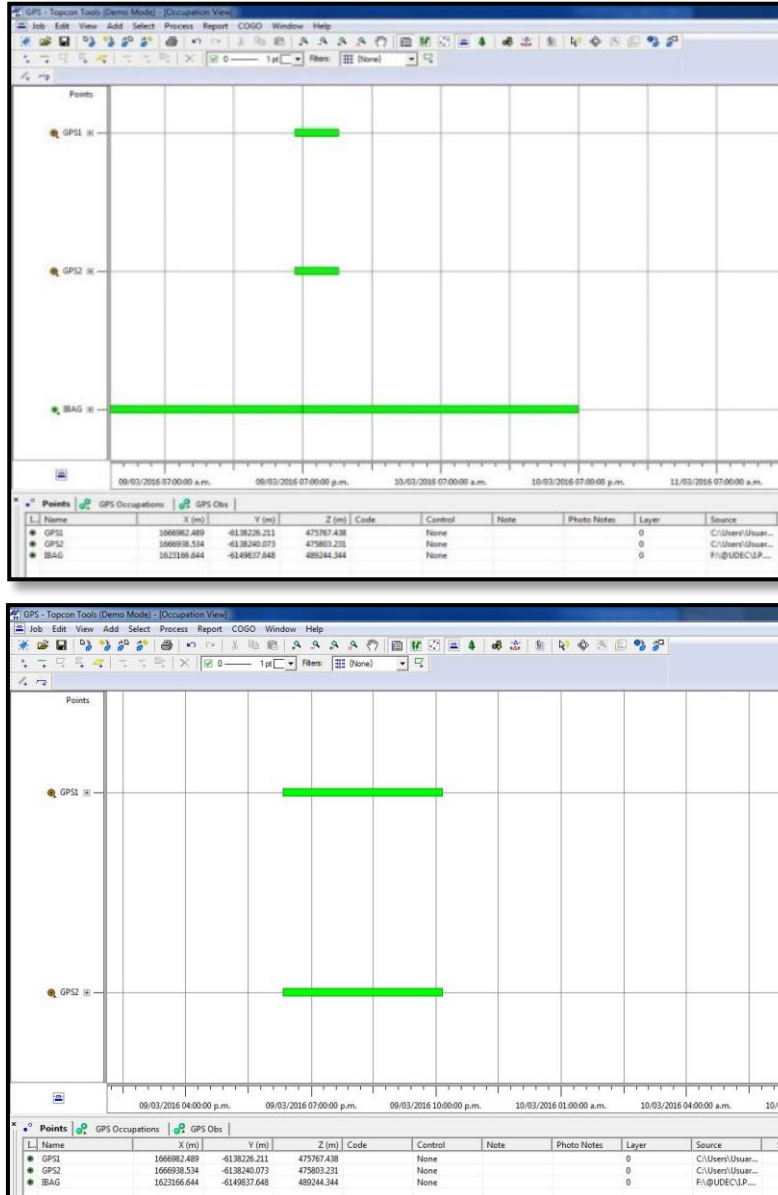 GPS - Topcon Tools (Demo Mode) - [Occupation View]
Job Edit View Add Select Process Report COGO Window Help
0 1 pt Filters: (None)
Points
GPS1
GPS2
IBAG
09/03/2016 07:00:00 a.m. 09/03/2016 07:00:00 p.m. 10/03/2016 07:00:00 a.m. 10/03/2016 07:00:00 p.m. 11/03/2016 07:00:00 a.m.
Points GPS Occupations GPS Obs
Name X (m) Y (m) Z (m) Code Control Note Photo Notes Layer Source
GPS1 1666982.489 -6138226.211 475767.438 None 0 C:\Users\Usuar...
GPS2 1666938.534 -6138240.073 475803.231 None 0 C:\Users\Usuar...
IBAG 1623166.644 -6149837.648 489244.344 None 0 F:\@UDEC\I.P....
GPS - Topcon Tools (Demo Mode) - [Occupation View]
Job Edit View Add Select Process Report COGO Window Help
0 1 pt Filters: (None)
Points
GPS1
GPS2
09/03/2016 04:00:00 p.m. 09/03/2016 07:00:00 p.m. 09/03/2016 10:00:00 p.m. 10/03/2016 01:00:00 a.m. 10/03/2016 04:00:00 a.m. 10/
Points GPS Occupations GPS Obs
Name X (m) Y (m) Z (m) Code Control Note Photo Notes Layer Source
GPS1 1666982.489 -6138226.211 475767.438 None 0 C:\Users\Usuar...
GPS2 1666938.534 -6138240.073 475803.231 None 0 C:\Users\Usuar...
IBAG 1623166.644 -6149837.648 489244.344 None 0 F:\@UDEC\I.P....